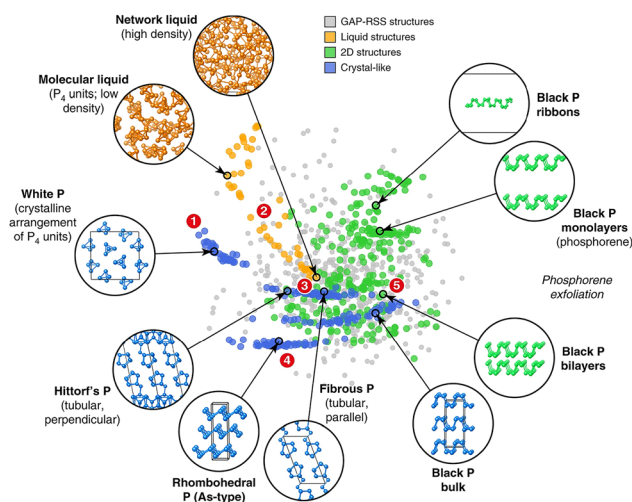 Network liquid
(high density)
GAP-RSS structures
Liquid structures
2D structures
Crystal-like
Molecular liquid
(P₄ units; low
density)
Black P
ribbons
White P
(crystalline
arrangement
of P₄ units)
1
2
Black P
monolayers
(phosphorene)
3
5
Phosphorene
exfoliation
4
Hittorf's P
(tubular,
perpendicular)
Black P
bilayers
Fibrous P
(tubular,
parallel)
Rhombohedral
P (As-type)
Black P
bulk